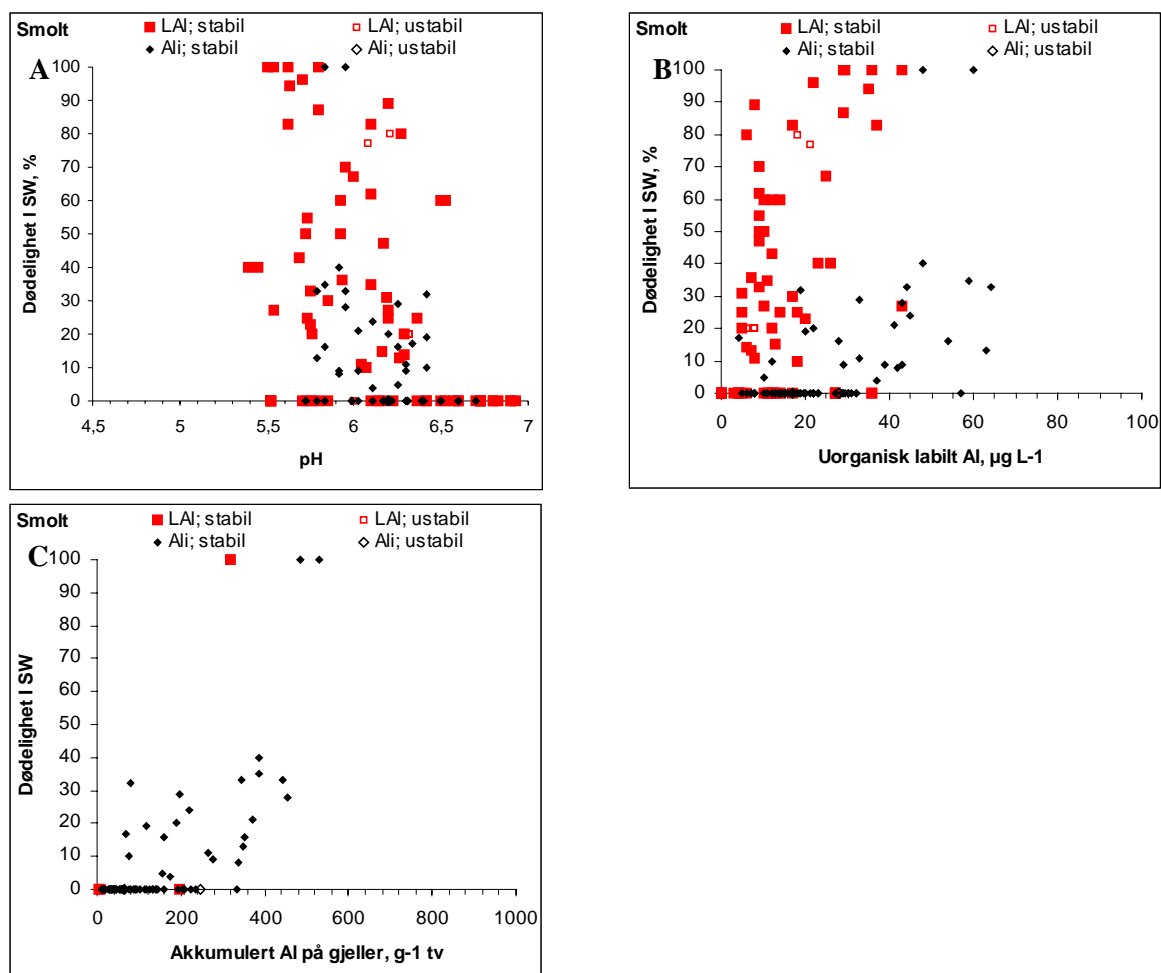 Smolt
LAl; stabil LAl; ustabil
Ali; stabil Ali; ustabil
A
100
90
80
70
60
50
40
30
20
10
0
Dødelighet I SW, %
4,5 5 5,5 6 6,5 7
pH
Smolt
LAl; stabil LAl; ustabil
Ali; stabil Ali; ustabil
B
100
90
80
70
60
50
40
30
20
10
0
Dødelighet I SW, %
0 20 40 60 80 100
Uorganisk labilt Al, µg L-1
Smolt
LAl; stabil LAl; ustabil
Ali; stabil Ali; ustabil
C
100
90
80
70
60
50
40
30
20
10
0
Dødelighet I SW
0 200 400 600 800 1000
Akkumulert Al på gjeller, g-1 tv